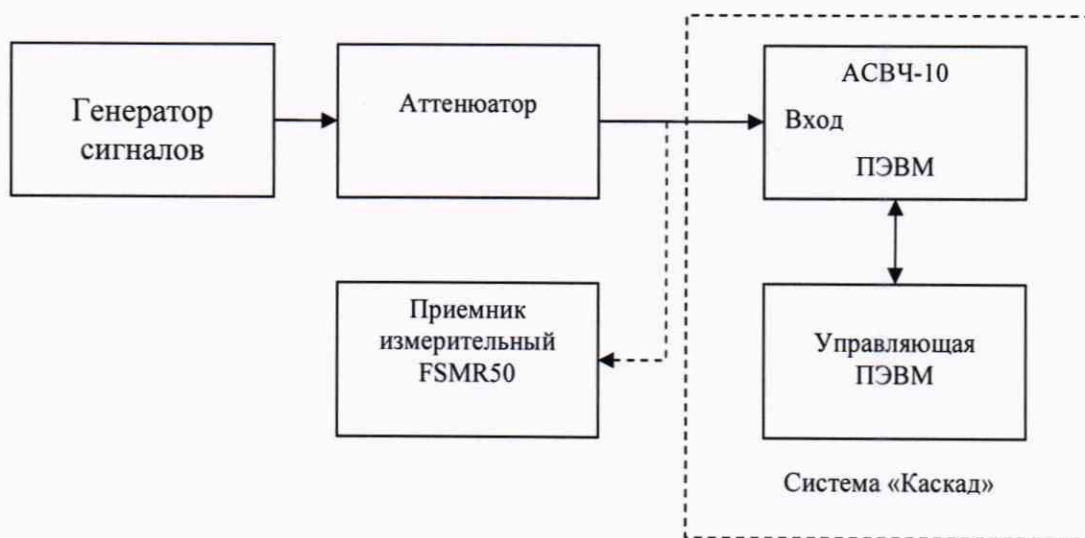 Генератор
сигналов
Аттенюатор
АСВЧ-10
Вход
ПЭВМ
Приемник
измерительный
FSMR50
Управляющая
ПЭВМ
Система «Каскад»